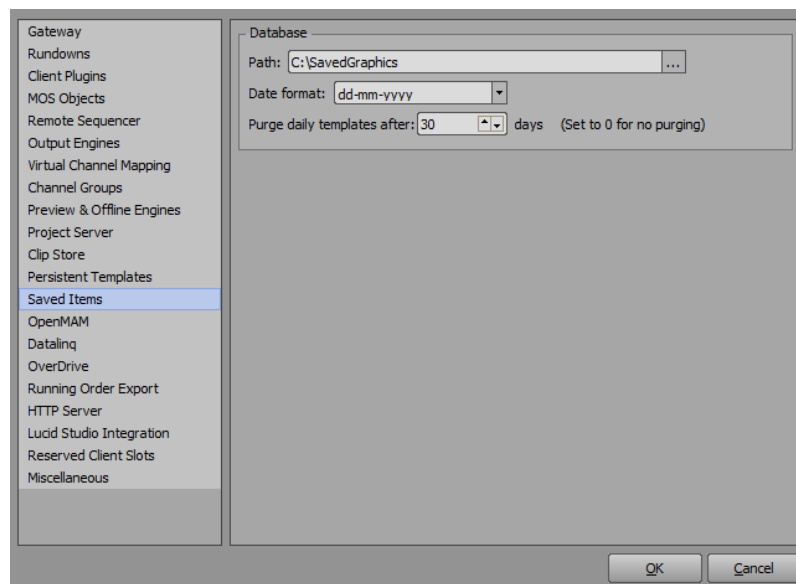 Gateway
Rundowns
Client Plugins
MOS Objects
Remote Sequencer
Output Engines
Virtual Channel Mapping
Channel Groups
Preview & Offline Engines
Project Server
Clip Store
Persistent Templates
Saved Items
OpenMAM
Datalinq
OverDrive
Running Order Export
HTTP Server
Lucid Studio Integration
Reserved Client Slots
Miscellaneous
Database
Path: C:\SavedGraphics ...
Date format: dd-mm-yyyy
Purge daily templates after: 30 days (Set to 0 for no purging)
OK Cancel